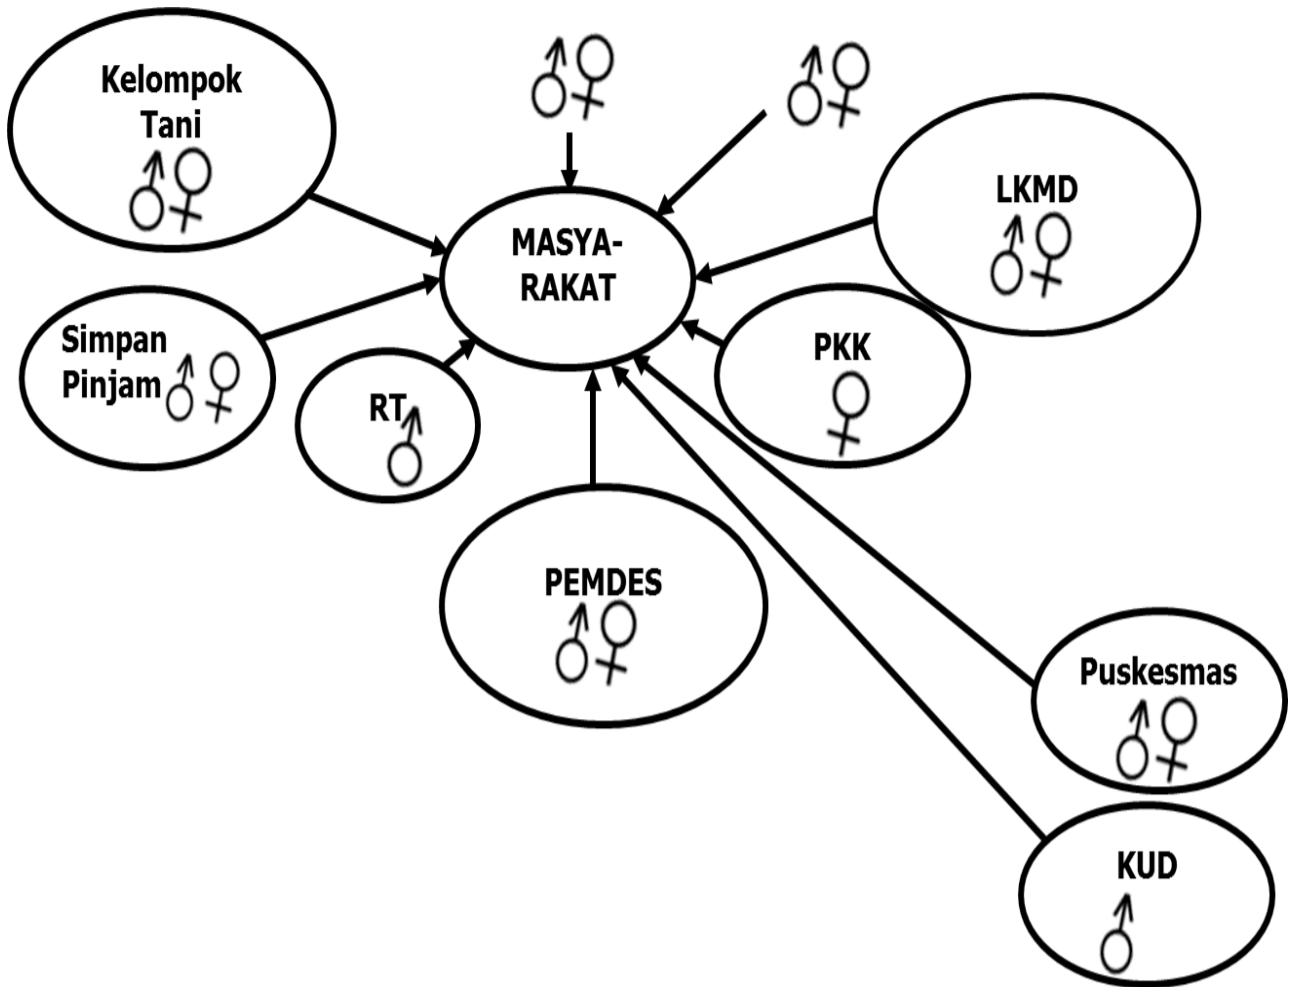 Kelompok
Tani
LKMD
MASYA-
RAKAT
Simpan
Pinjam
RT
PKK
PEMDES
Puskesmas
KUD